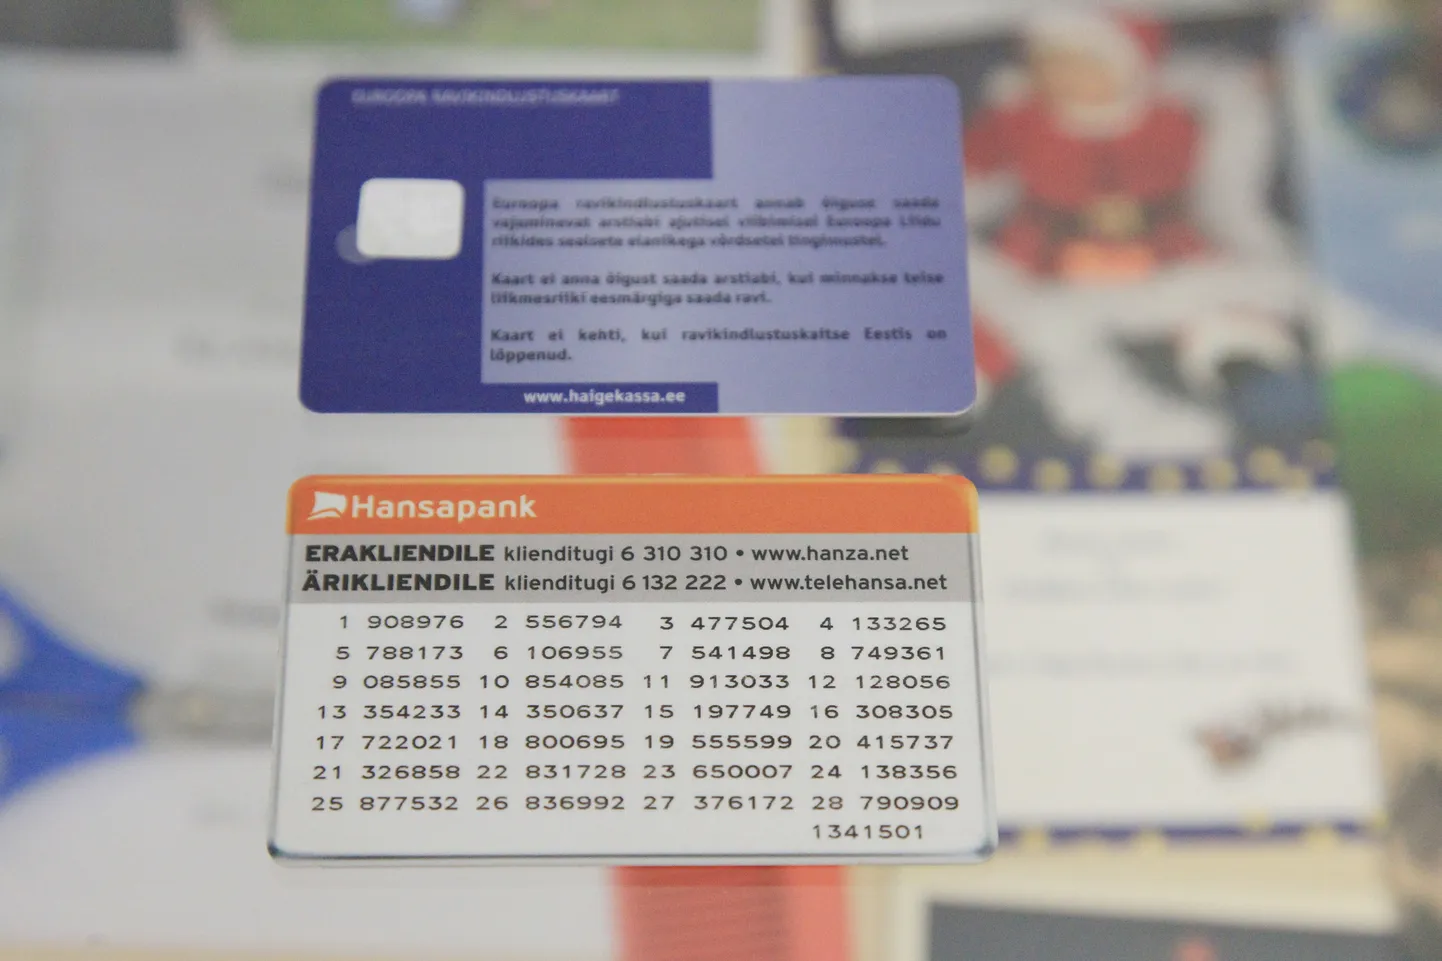 EUROOPA RAVIKINDLUSTUSKAART
Euroopa ravikindlustuskaart annab õiguse saada
vajaminevat arstiabi ajutisel viibimisel Euroopa Liidu
riikides sealsete elanikega võrdsetel tingimustel.
Kaart ei anna õigust saada arstiabi, kui minnakse teise
liikmesriiki eesmärgiga saada ravi.
Kaart ei kehti, kui ravikindlustuskaitse Eestis on
lõppenud.
www.haigekassa.ee
Hansapank
ERAKLIENDILE klienditugi 6 310 310 • www.hanza.net
ÄRIKLIENDILE klienditugi 6 132 222 • www.telehansa.net
1 908976 2 556794 3 477504 4 133265
5 788173 6 106955 7 541498 8 749361
9 085855 10 854085 11 913033 12 128056
13 354233 14 350637 15 197749 16 308305
17 722021 18 800695 19 555599 20 415737
21 326858 22 831728 23 650007 24 138356
25 877532 26 836992 27 376172 28 790909
1341501